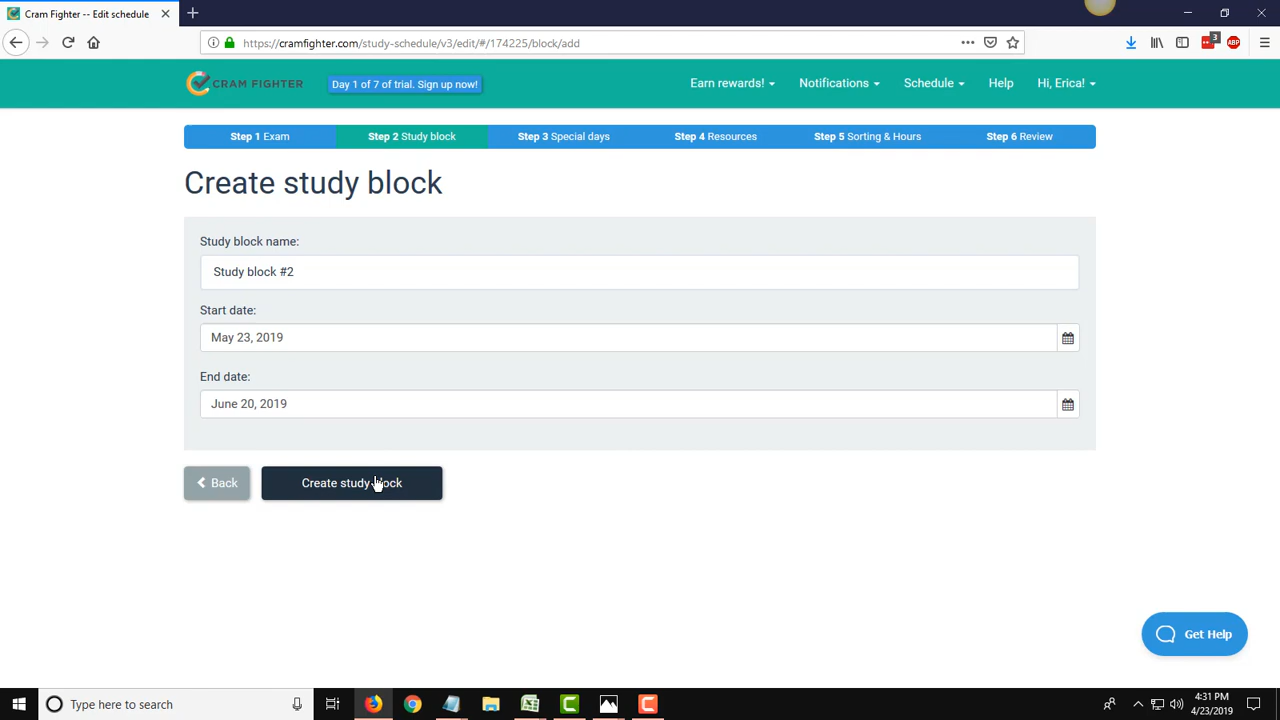 Cram Fighter -- Edit schedule
https://cramfighter.com/study-schedule/v3/edit/#/174225/block/add
3
ABP
CRAM FIGHTER
Day 1 of 7 of trial. Sign up now!
Earn rewards!
Notifications
Schedule
Help
Hi, Erica!
Step 1 Exam
Step 2 Study block
Step 3 Special days
Step 4 Resources
Step 5 Sorting & Hours
Step 6 Review
Create study block
Study block name:
Study block #2
Start date:
May 23, 2019
End date:
June 20, 2019
Back
Create study block
Get Help
Type here to search
4:31 PM
4/23/2019